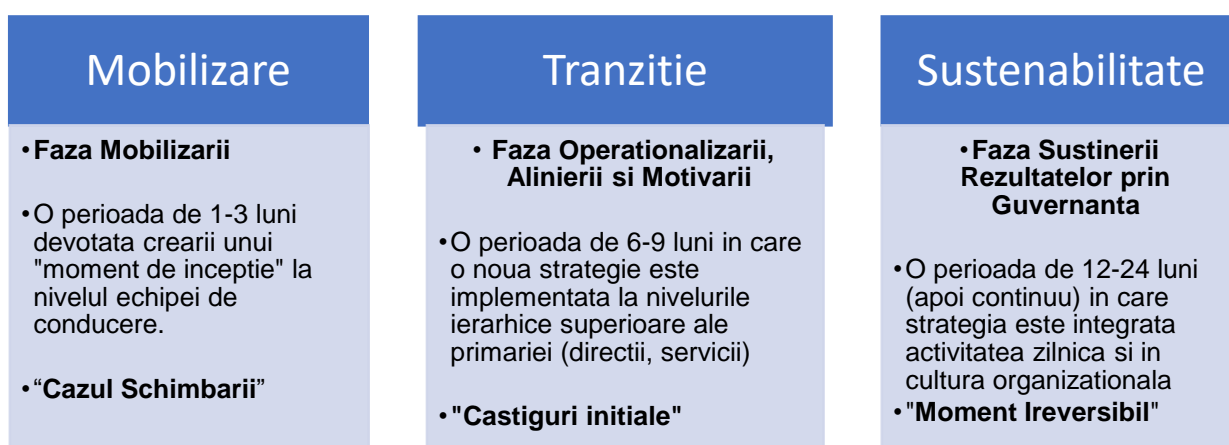 Mobilizare
•Faza Mobilizarii
•O perioada de 1-3 luni
devotata crearii unui
"moment de inceptie" la
nivelul echipei de
conducere.
•“Cazul Schimbarii”
Tranzitie
• Faza Operationalizarii,
Alinierii si Motivarii
•O perioada de 6-9 luni in care
o noua strategie este
implementata la nivelurile
ierarhice superioare ale
primariei (directii, servicii)
•"Castiguri initiale"
Sustenabilitate
•Faza Sustinerii
Rezultatelor prin
Guvernanta
•O perioada de 12-24 luni
(apoi continuu) in care
strategia este integrata
activitatea zilnica si in
cultura organizationala
•"Moment Ireversibil"